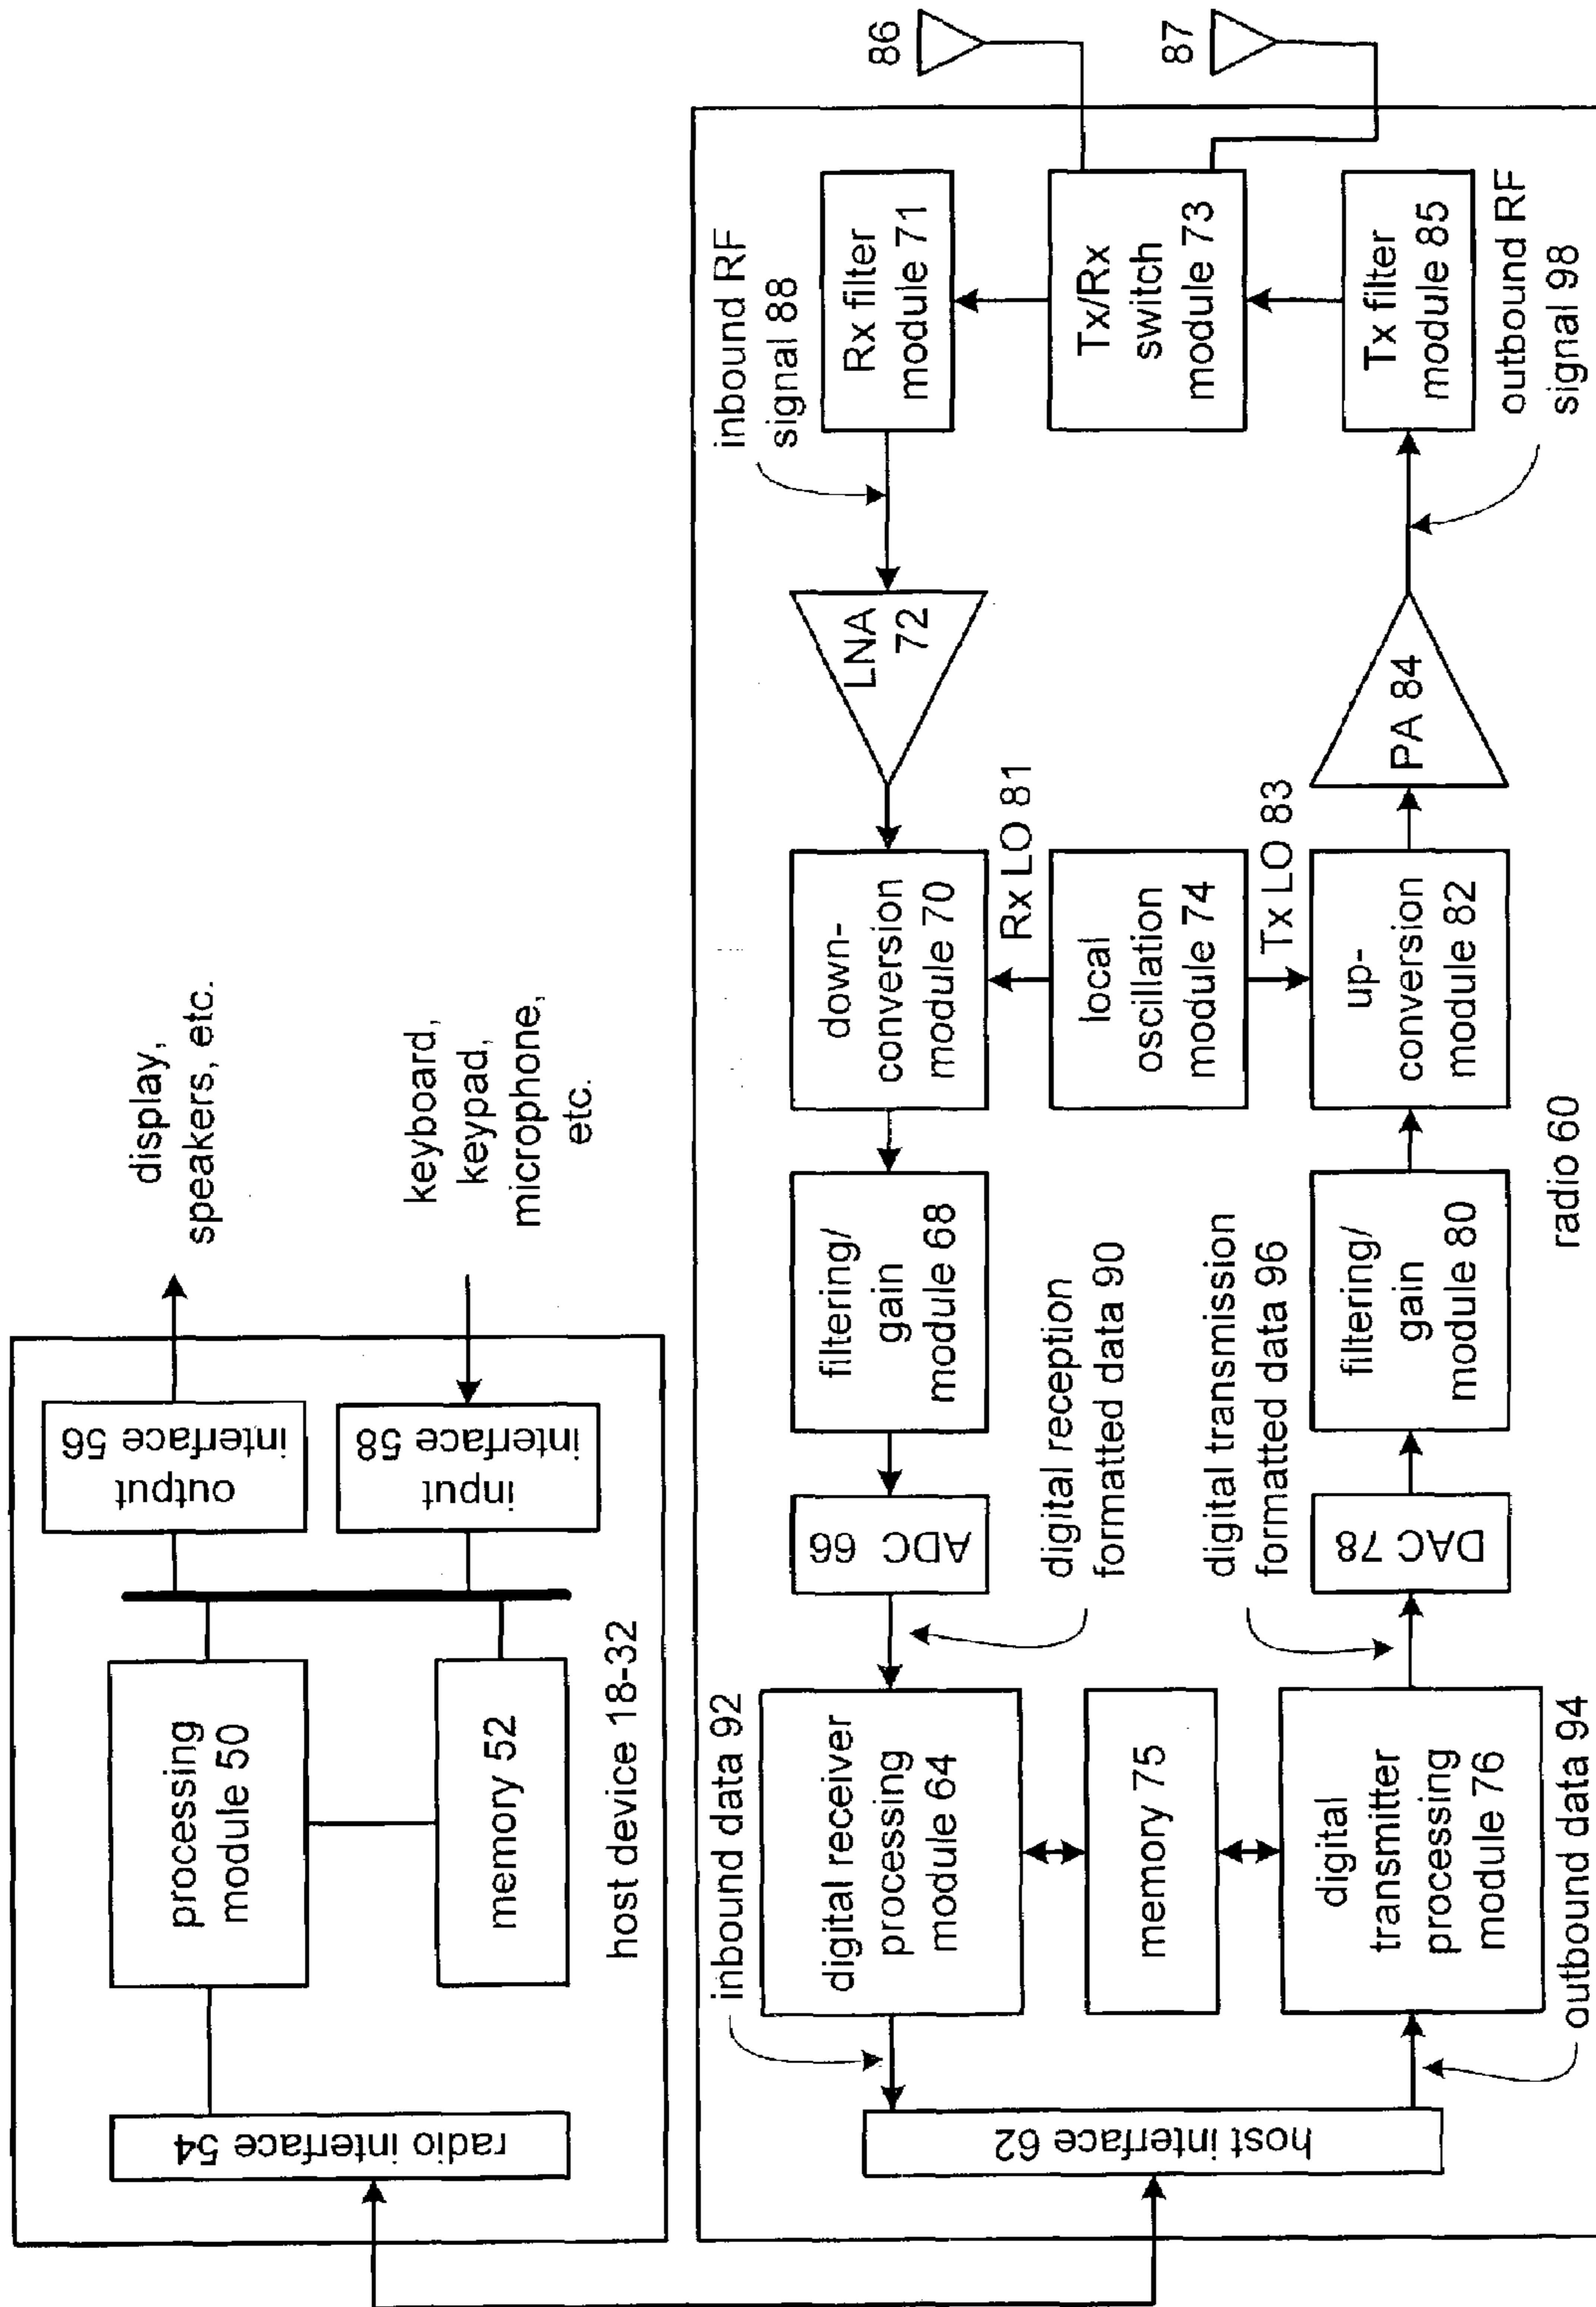 radio interface 54
processing
module 50
memory 52
output
interface 56
input
interface 58
display,
speakers, etc.
keyboard,
keypad,
microphone,
etc.
host device 18-32
host interface 62
inbound data 92
digital receiver
processing
module 64
memory 75
digital
transmitter
processing
module 76
outbound data 94
ADC 66
digital reception
formatted data 90
digital transmission
formatted data 96
DAC 78
filtering/
gain
module 68
filtering/
gain
module 80
down-
conversion
module 70
Rx LO 81
local
oscillation
module 74
Tx LO 83
up-
conversion
module 82
LNA
72
PA 84
inbound RF
signal 88
Rx filter
module 71
Tx/Rx
switch
module 73
Tx filter
module 85
outbound RF
signal 98
86
87
radio 60